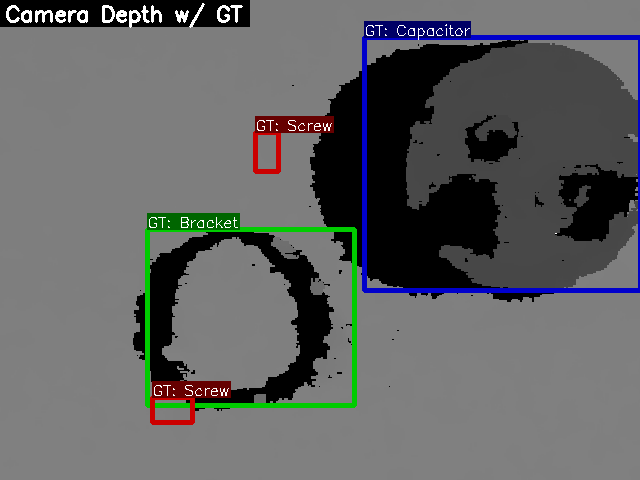 Camera Depth w/ GT
GT: Capacitor
GT: Screw
GT: Bracket
GT: Screw